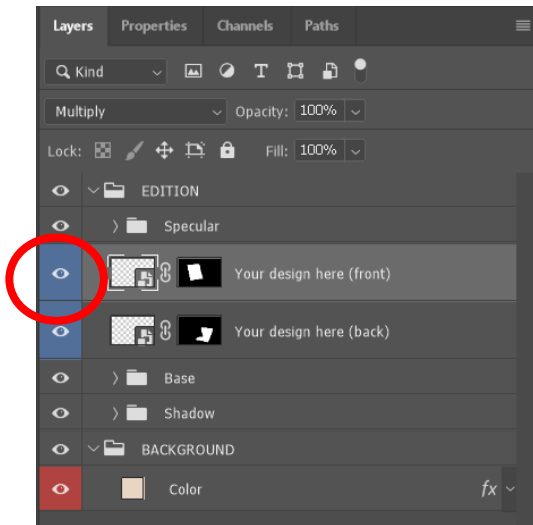 Layers Properties Channels Paths
Kind T
Multiply Opacity: 100%
Lock: Fill: 100%
EDITION
Specular
Your design here (front)
Your design here (back)
Base
Shadow
BACKGROUND
Color fx